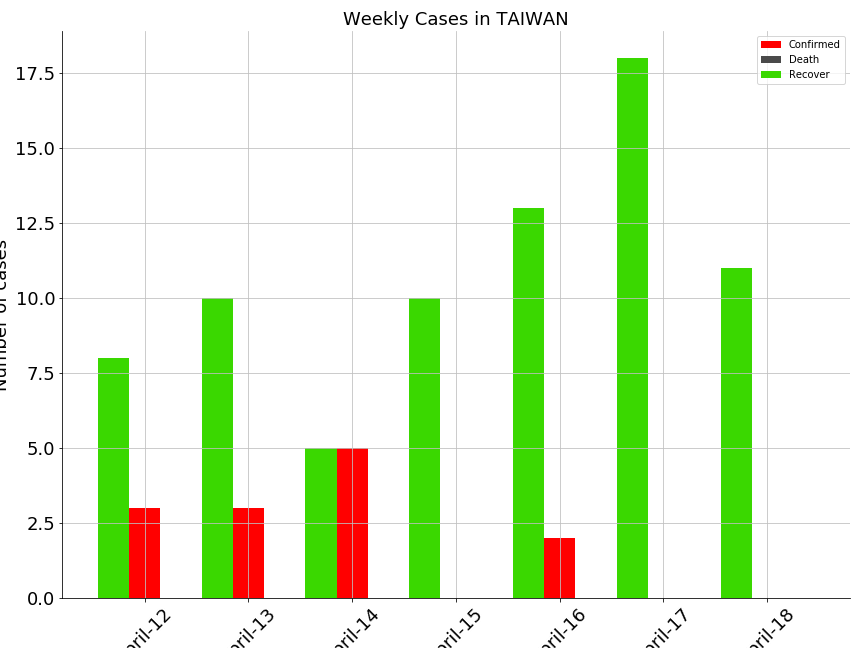 Weekly Cases in TAIWAN
Confirmed
Death
Recover
Number of cases
17.5
15.0
12.5
10.0
7.5
5.0
2.5
0.0
pril-12
pril-13
pril-14
pril-15
pril-16
pril-17
pril-18